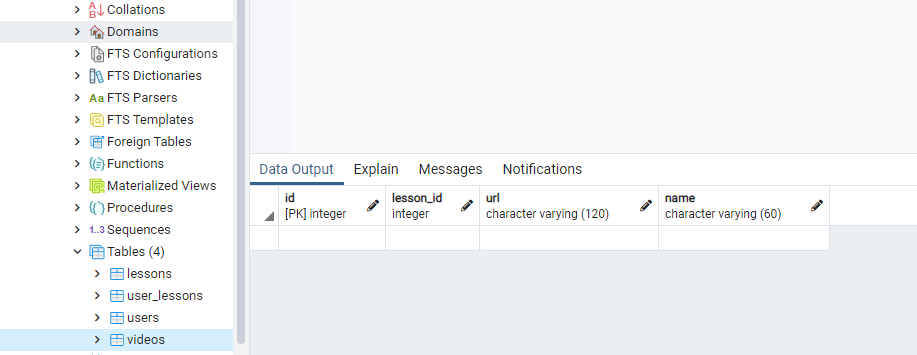 Collations
Domains
FTS Configurations
FTS Dictionaries
Aa FTS Parsers
FTS Templates
Foreign Tables
Functions
Materialized Views
Procedures
1..3 Sequences
Tables (4)
lessons
user_lessons
users
videos
Data Output Explain Messages Notifications
id lesson_id url name
[PK] integer integer character varying (120) character varying (60)